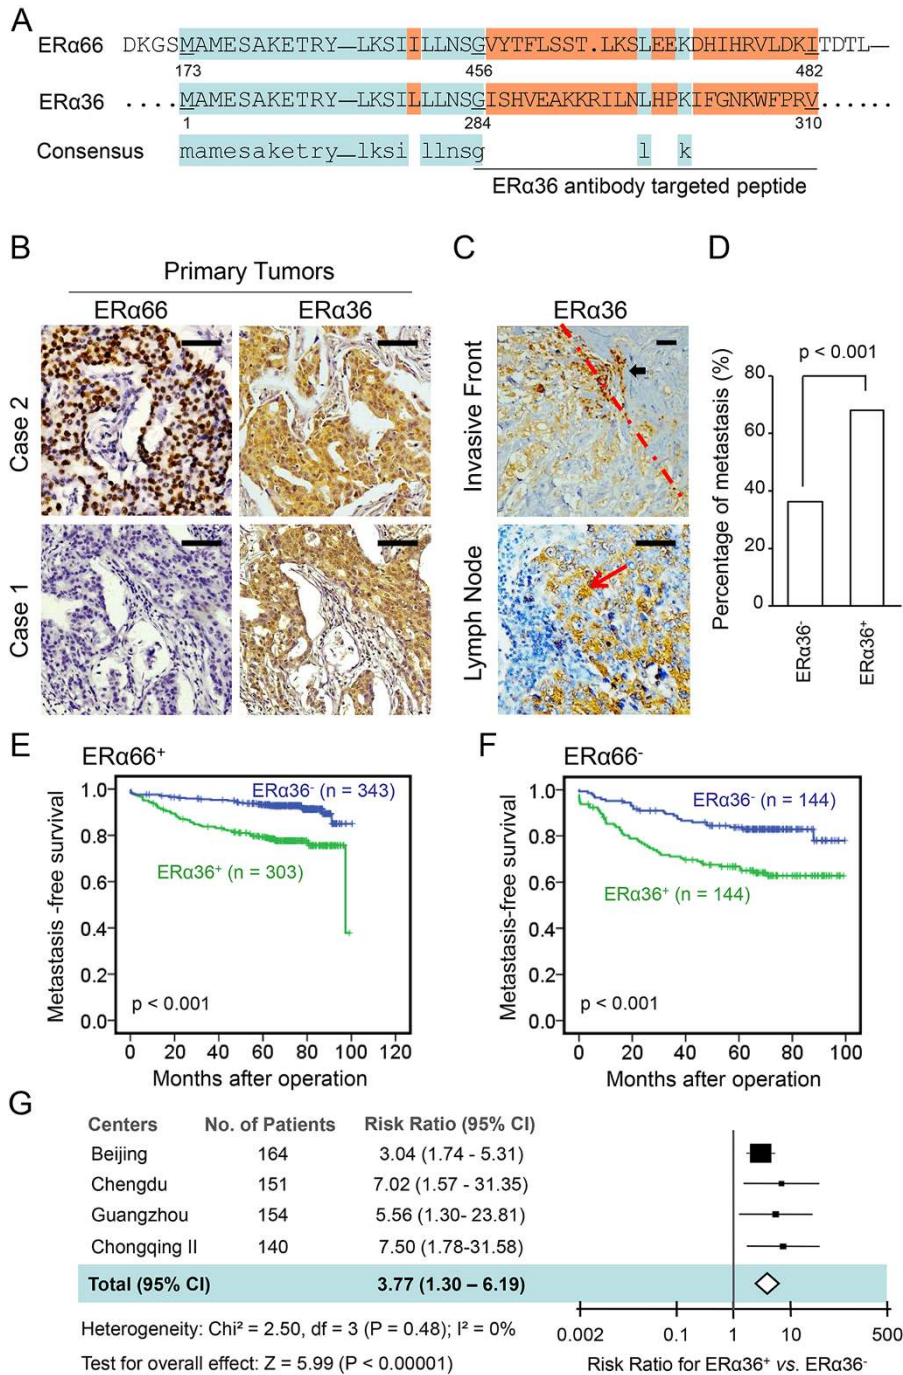 A
ERα66 DKGSMAMESAKETRY—LKSIILLNSGVYTFLSST.LKSLEEKDHIHRVLDKITDTL—
173 456 482
ERα36 ....MAMESAKETRY—LKSILLLNSGISHVEAKKRILNLHPKIFGNKWFPRV......
1 284 310
Consensus mamesaketry—lksi llnsg l k
ERα36 antibody targeted peptide
B
Primary Tumors
ERα66 ERα36
Case 2
Case 1
C
ERα36
Invasive Front
Lymph Node
D
p < 0.001
Percentage of metastasis (%)
80
60
40
20
0
ERα36-
ERα36+
E
ERα66+
Metastasis -free survival
1.0
0.8
0.6
0.4
0.2
0.0
ERα36- (n = 343)
ERα36+ (n = 303)
p < 0.001
0 20 40 60 80 100 120
Months after operation
F
ERα66-
Metastasis-free survival
1.0
0.8
0.6
0.4
0.2
0.0
ERα36- (n = 144)
ERα36+ (n = 144)
p < 0.001
0 20 40 60 80 100
Months after operation
G
Centers No. of Patients Risk Ratio (95% CI)
Beijing 164 3.04 (1.74 - 5.31)
Chengdu 151 7.02 (1.57 - 31.35)
Guangzhou 154 5.56 (1.30- 23.81)
Chongqing II 140 7.50 (1.78-31.58)
Total (95% CI) 3.77 (1.30 – 6.19)
Heterogeneity: Chi² = 2.50, df = 3 (P = 0.48); I² = 0%
Test for overall effect: Z = 5.99 (P < 0.00001)
0.002 0.1 1 10 500
Risk Ratio for ERα36+ vs. ERα36-